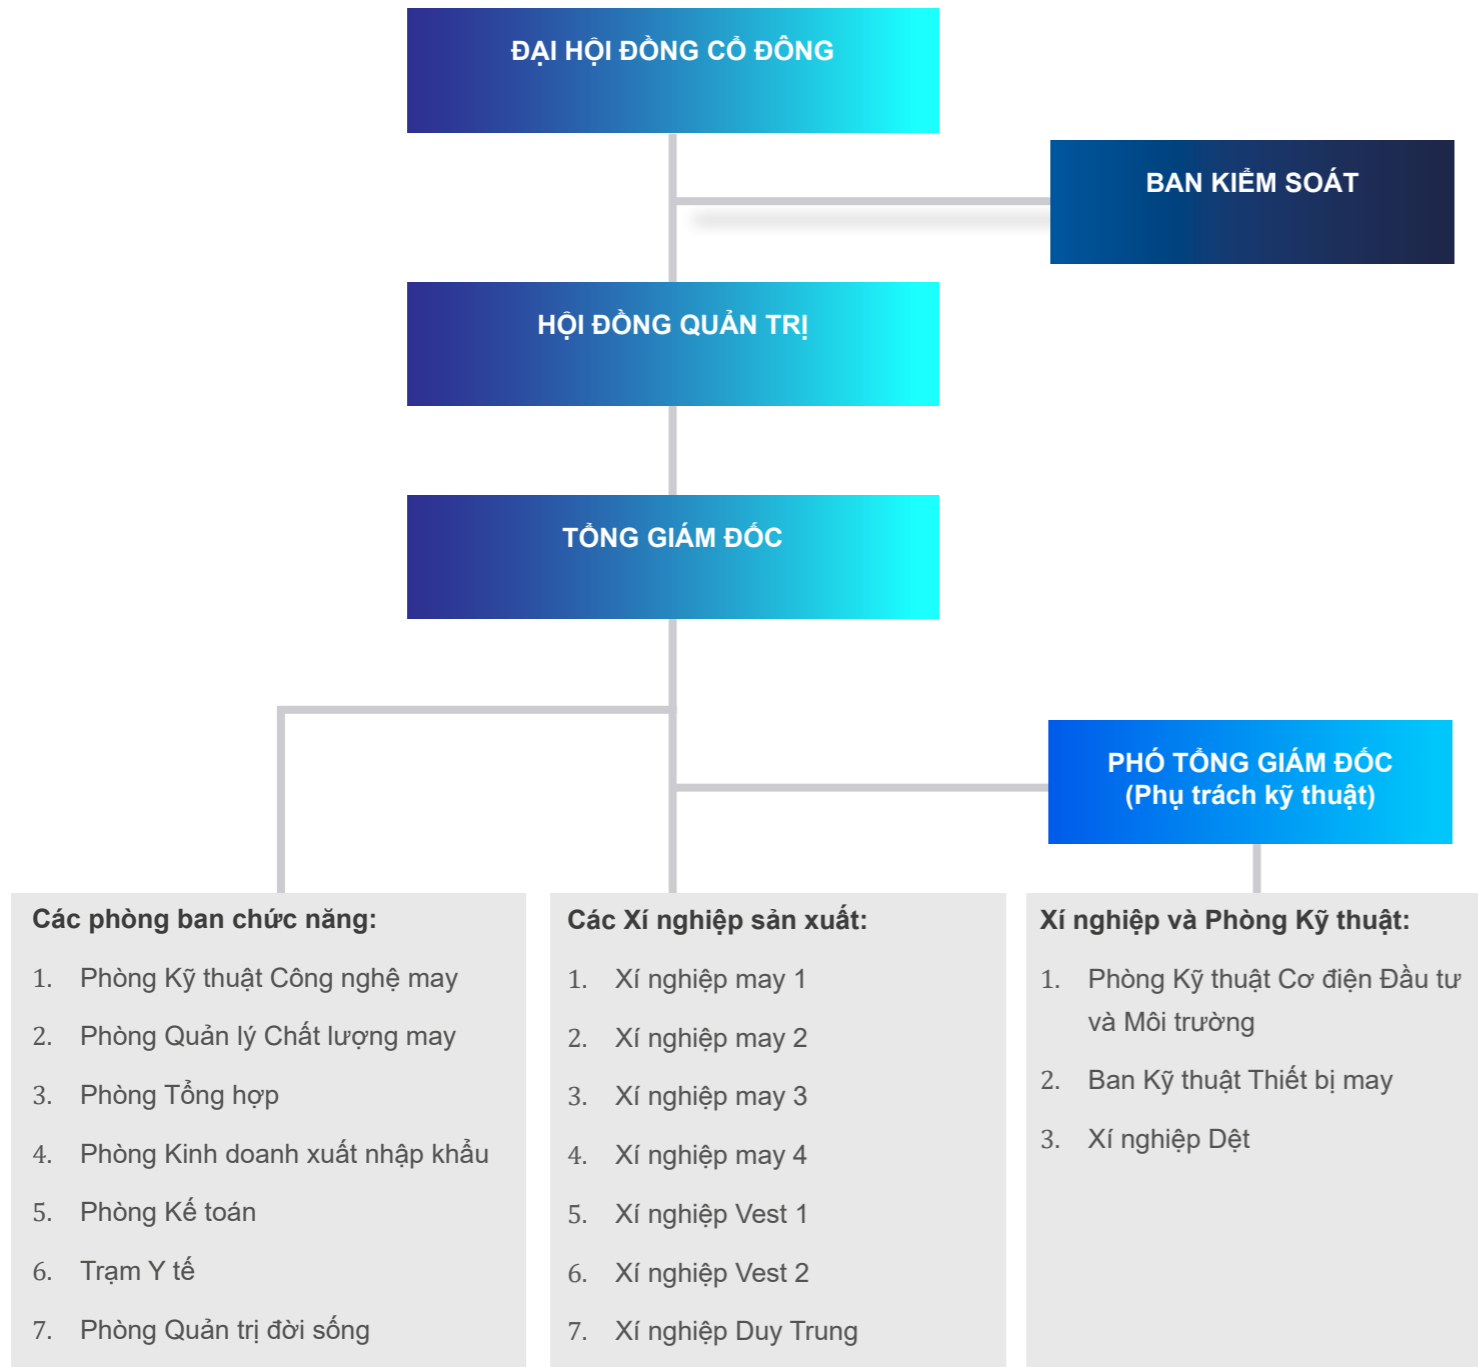 ĐẠI HỘI ĐỒNG CỔ ĐÔNG
BAN KIỂM SOÁT
HỘI ĐỒNG QUẢN TRỊ
TỔNG GIÁM ĐỐC
PHÓ TỔNG GIÁM ĐỐC
(Phụ trách kỹ thuật)
Các phòng ban chức năng:
1. Phòng Kỹ thuật Công nghệ may
2. Phòng Quản lý Chất lượng may
3. Phòng Tổng hợp
4. Phòng Kinh doanh xuất nhập khẩu
5. Phòng Kế toán
6. Trạm Y tế
7. Phòng Quản trị đời sống
Các Xí nghiệp sản xuất:
1. Xí nghiệp may 1
2. Xí nghiệp may 2
3. Xí nghiệp may 3
4. Xí nghiệp may 4
5. Xí nghiệp Vest 1
6. Xí nghiệp Vest 2
7. Xí nghiệp Duy Trung
Xí nghiệp và Phòng Kỹ thuật:
1. Phòng Kỹ thuật Cơ điện Đầu tư
và Môi trường
2. Ban Kỹ thuật Thiết bị may
3. Xí nghiệp Dệt